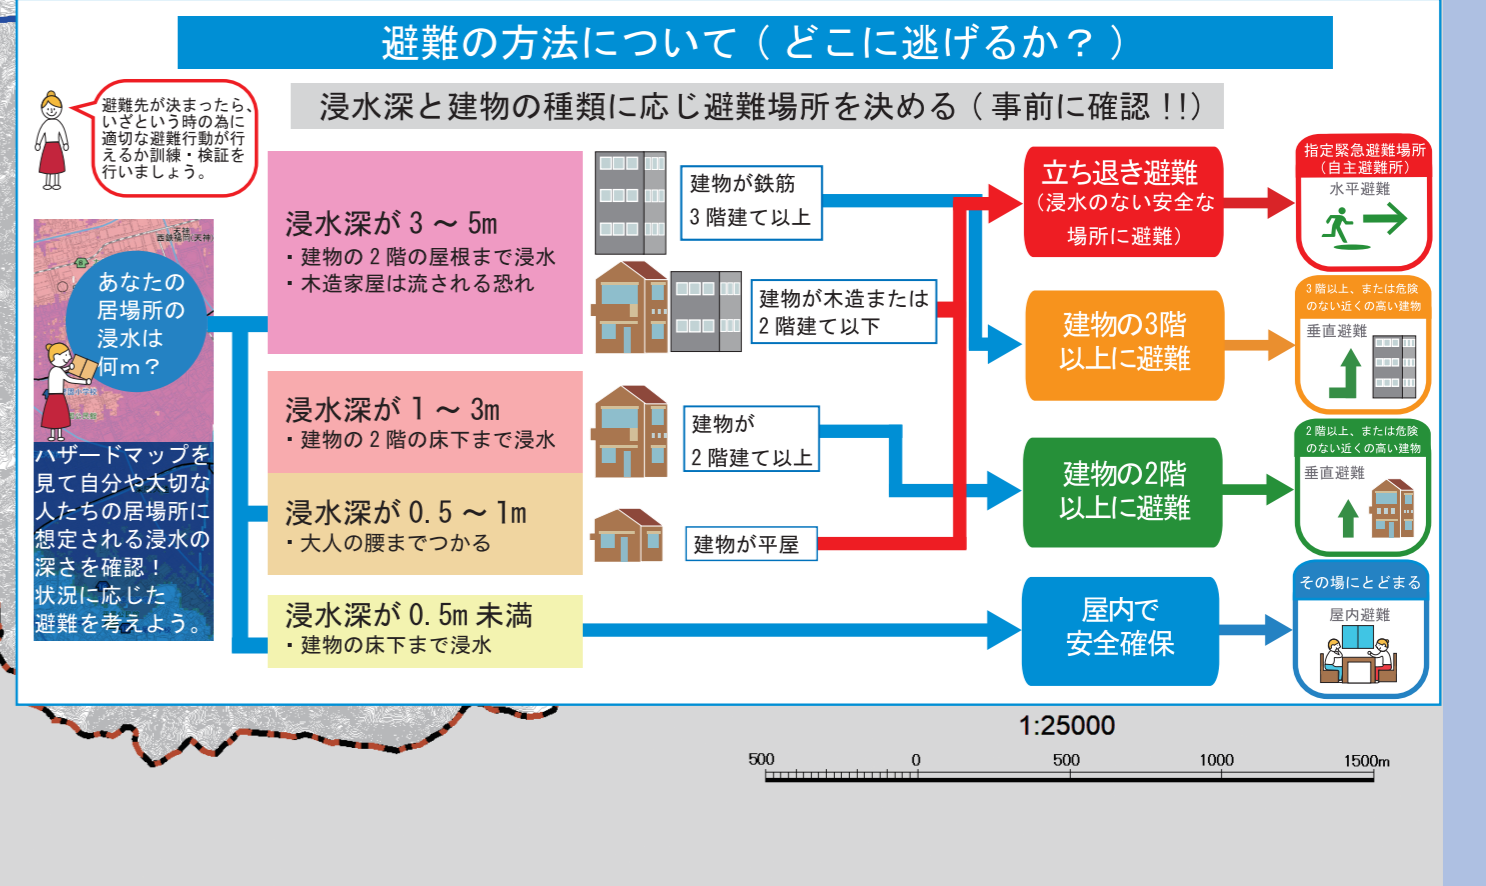 避難の方法について（どこに逃げるか？）
浸水深と建物の種類に応じ避難場所を決める（事前に確認!!）
避難先が決まったら、
いざという時の為に
適切な避難行動が行
えるか訓練・検証を
行いましょう。
天神
西鉄福岡(天神)
あなたの
居場所の
浸水は
何m？
ハザードマップを
見て自分や大切な
人たちの居場所に
想定される浸水の
深さを確認！
状況に応じた
避難を考えよう。
浸水深が 3 ～ 5m
・建物の 2 階の屋根まで浸水
・木造家屋は流される恐れ
浸水深が 1 ～ 3m
・建物の 2 階の床下まで浸水
浸水深が 0.5 ～ 1m
・大人の腰までつかる
浸水深が 0.5m 未満
・建物の床下まで浸水
建物が鉄筋
3 階建て以上
建物が木造または
2 階建て以下
建物が
2 階建て以上
建物が平屋
立ち退き避難
（浸水のない安全な
場所に避難）
建物の3階
以上に避難
建物の2階
以上に避難
屋内で
安全確保
指定緊急避難場所
（自主避難所）
水平避難
3 階以上、または危険
のない近くの高い建物
垂直避難
2 階以上、または危険
のない近くの高い建物
垂直避難
その場にとどまる
屋内避難
1:25000
500 0 500 1000 1500m